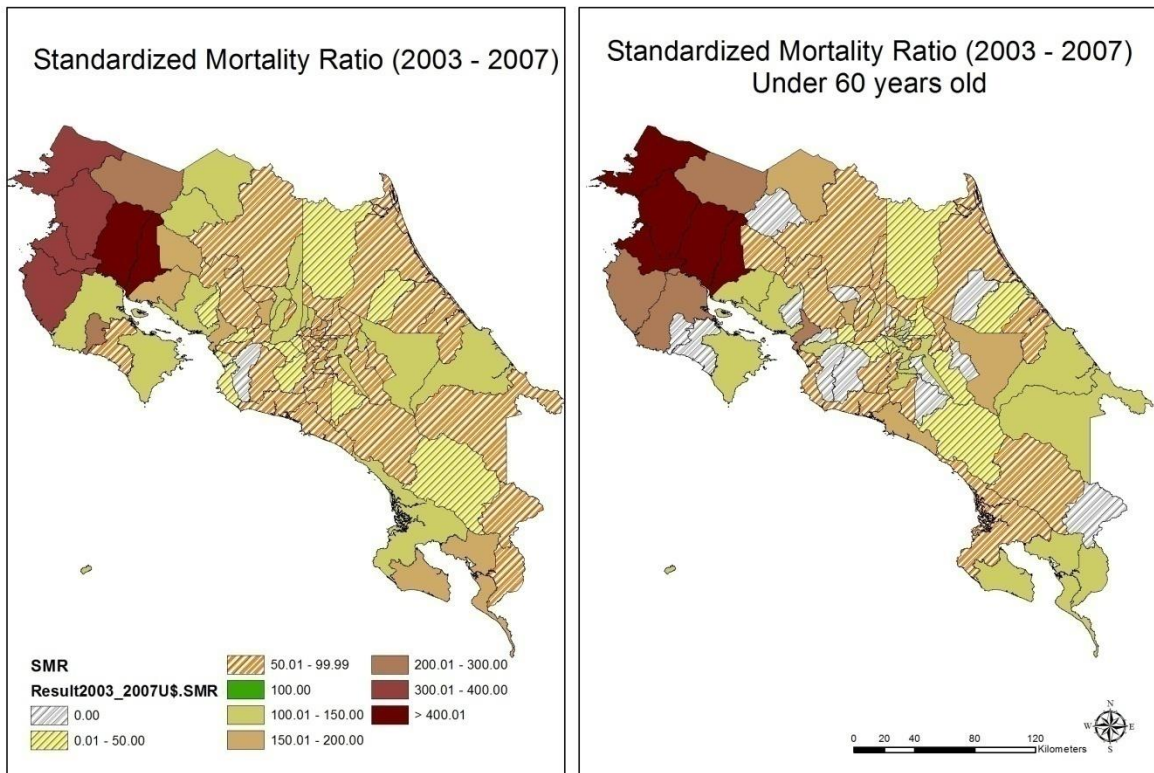 Standardized Mortality Ratio (2003 - 2007)
SMR
Result2003_2007U$.SMR
0.00
0.01 - 50.00
50.01 - 99.99
100.00
100.01 - 150.00
150.01 - 200.00
200.01 - 300.00
300.01 - 400.00
> 400.01
Standardized Mortality Ratio (2003 - 2007)
Under 60 years old
N
W E
S
0 20 40 80 120
Kilometers